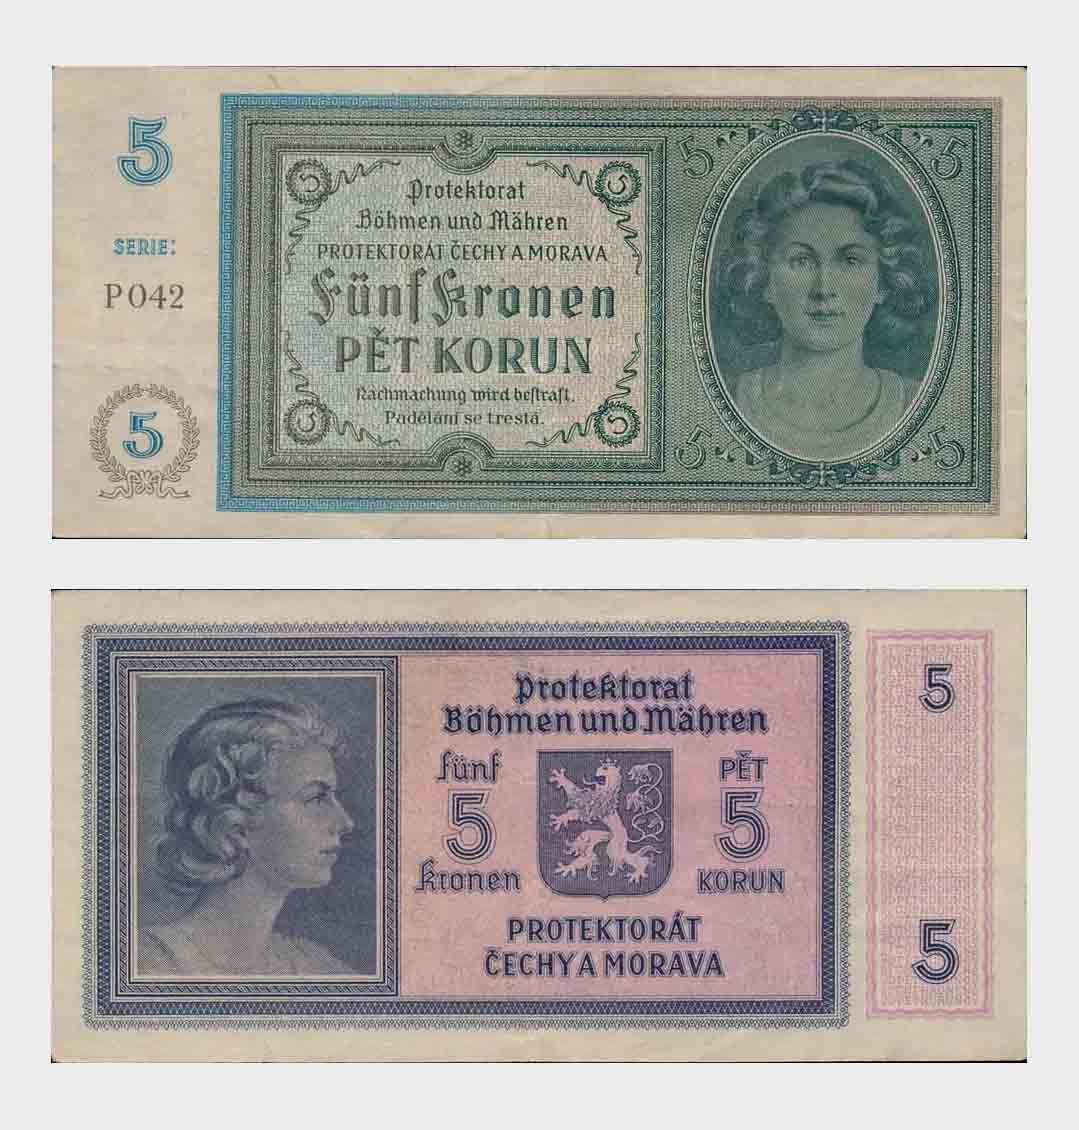 5
SERIE:
P 042
5
5
5
5
5
Protektorat
Böhmen und Mähren
PROTEKTORÁT ČECHY A MORAVA
Fünf Kronen
PĚT KORUN
Nachmachung wird bestraft.
Padělání se trestá.
5
5
5
5
5
5
Protektorat
Böhmen und Mähren
fünf
5
Kronen
PĚT
5
KORUN
PROTEKTORÁT
ČECHY A MORAVA
5
5